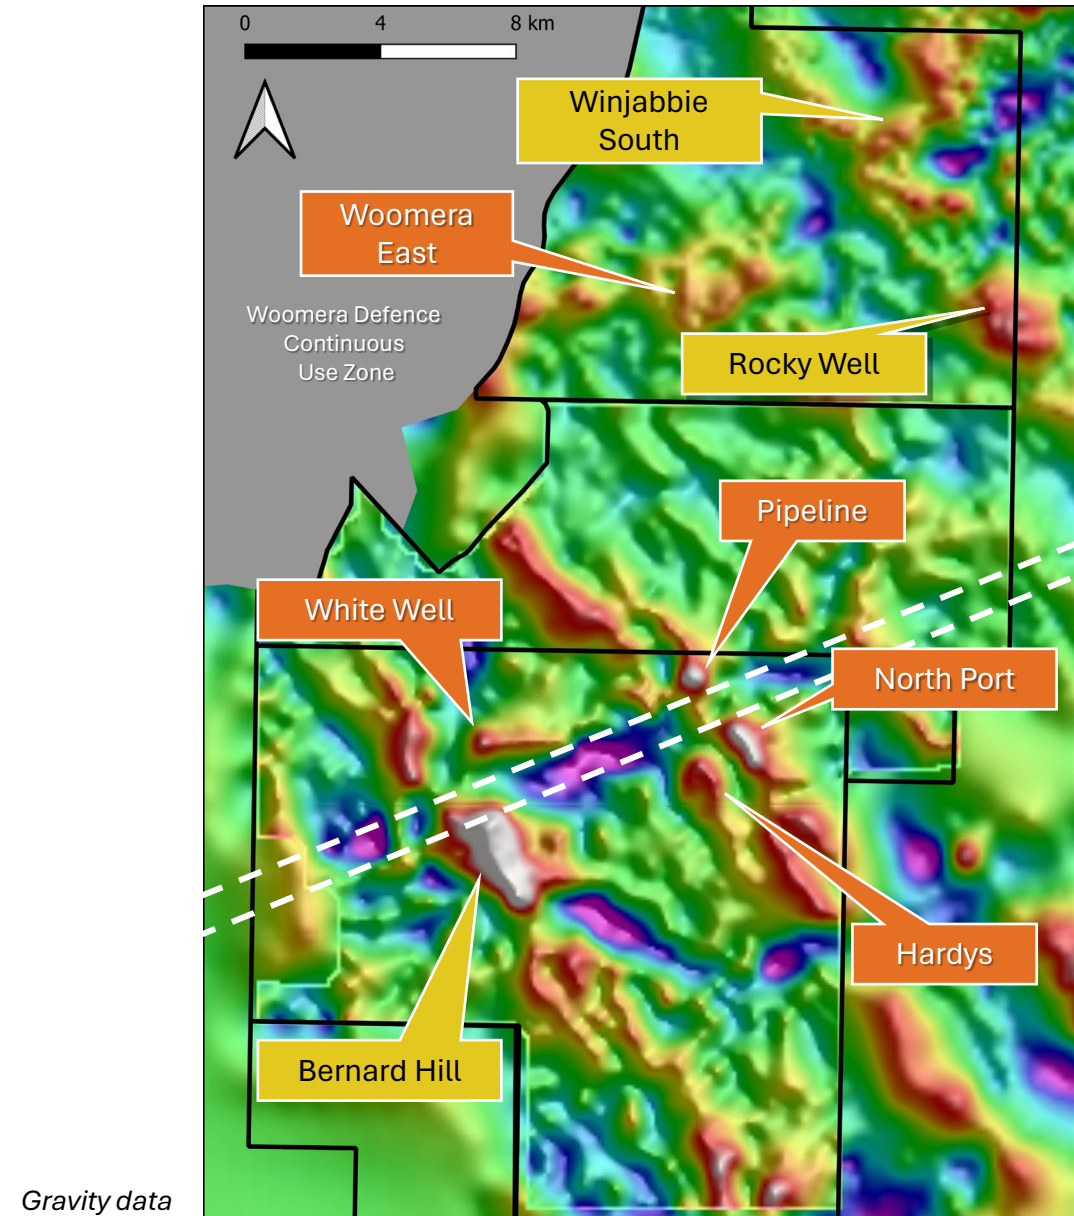 0 4 8 km
Winjabbie
South
Woomera
East
Woomera Defence
Continuous
Use Zone
Rocky Well
Pipeline
White Well
North Port
Hardys
Bernard Hill
Gravity data